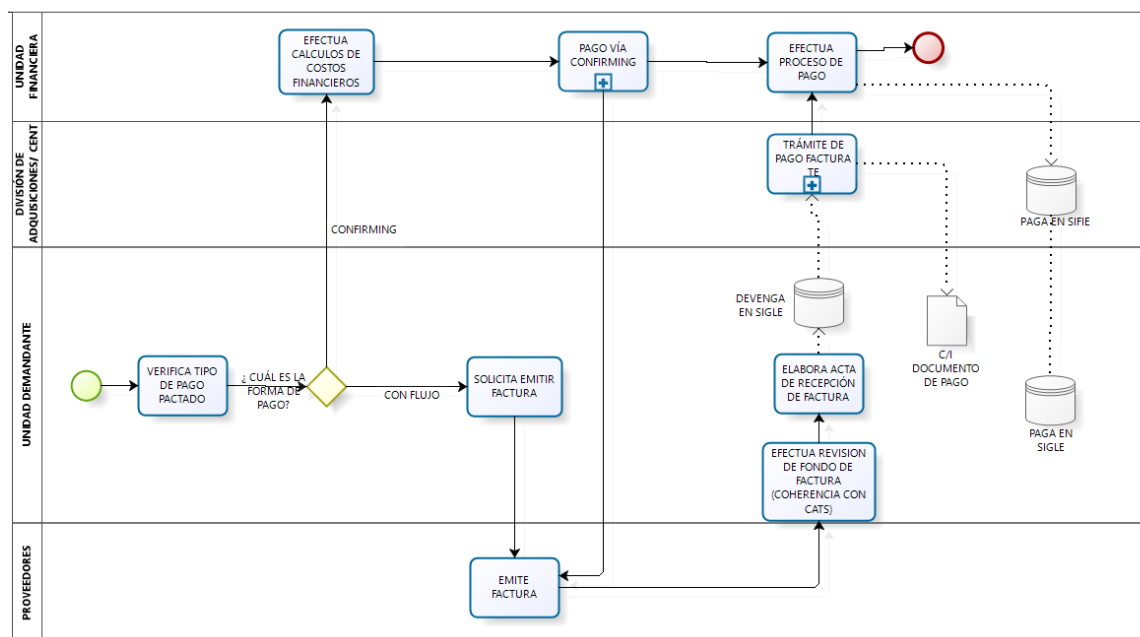 UNIDAD
FINANCIERA
EFECTUA
CALCULOS DE
COSTOS
FINANCIEROS
PAGO VÍA
CONFIRMING
EFECTUA
PROCESO DE
PAGO
DIVISIÓN DE
ADQUISICIONES/ CENT
TRÁMITE DE
PAGO FACTURA
TE
PAGA EN SIFIE
CONFIRMING
UNIDAD DEMANDANTE
DEVENGA
EN SIGLE
C/I
DOCUMENTO
DE PAGO
VERIFICA TIPO
DE PAGO
PACTADO
¿ CUÁL ES LA
FORMA DE
PAGO?
CON FLUJO
SOLICITA EMITIR
FACTURA
ELABORA ACTA
DE RECEPCIÓN
DE FACTURA
PAGA EN
SIGLE
EFECTUA REVISION
DE FONDO DE
FACTURA
(COHERENCIA CON
CATS)
PROVEEDORES
EMITE
FACTURA